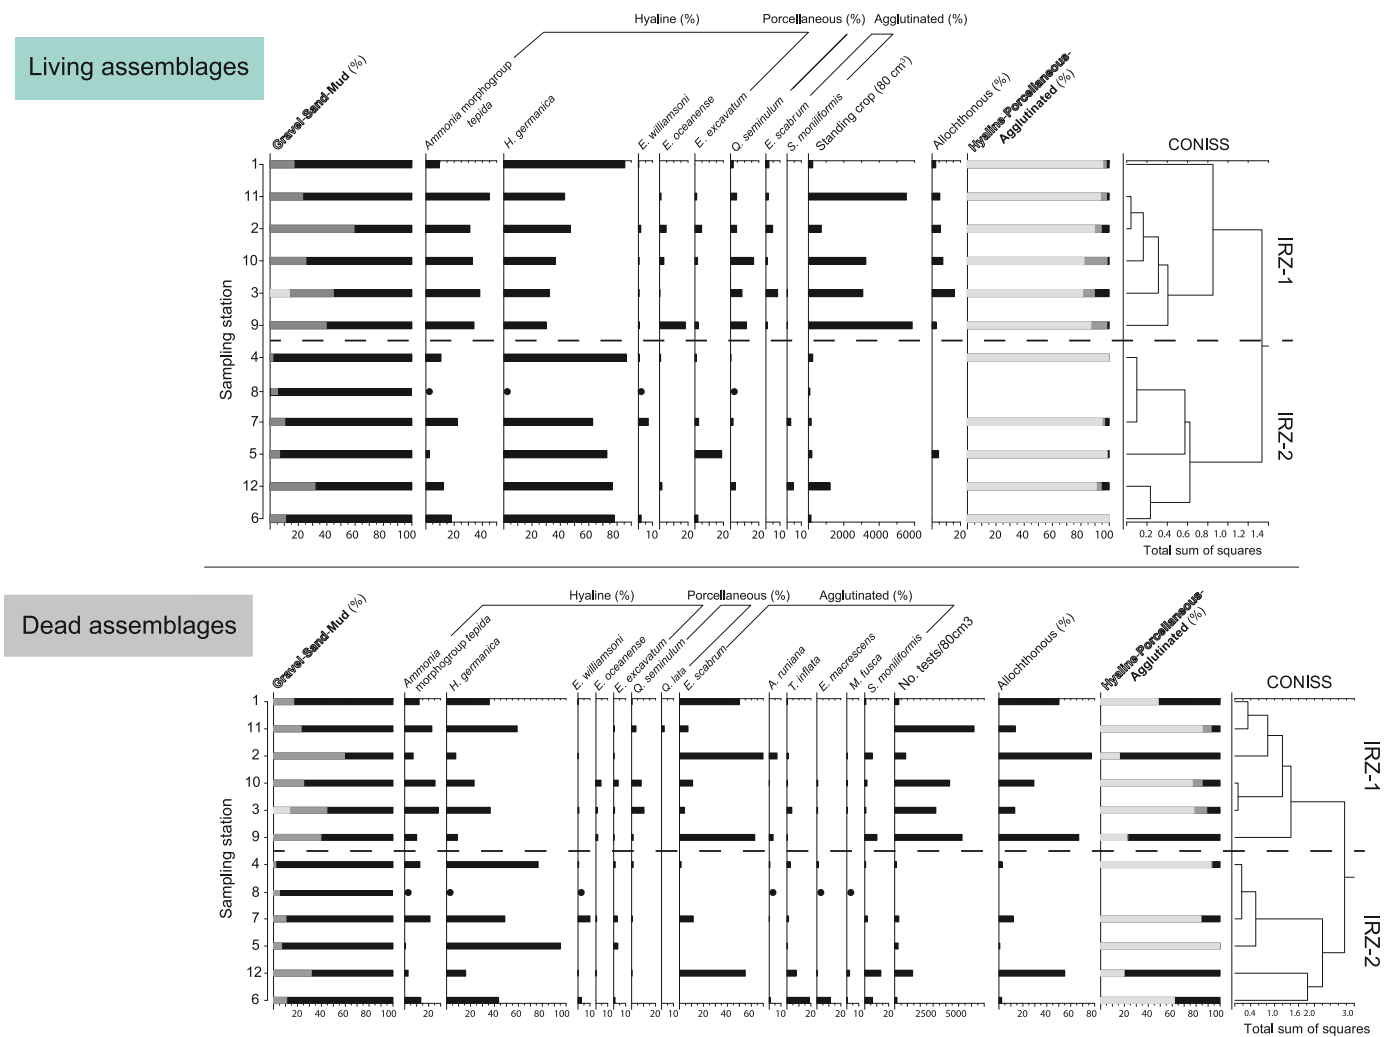 Living assemblages
Hyaline (%)
Porcellaneous (%)
Agglutinated (%)
Gravel-Sand-Mud (%)
Ammonia morphogroup
tepida
H. germanica
E. williamsoni
E. oceanense
E. excavatum
Q. seminulum
E. scabrum
S. moniliformis
Standing crop (80 cm³)
Allochthonous (%)
Hyaline-Porcellaneous-
Agglutinated (%)
CONISS
Sampling station
1
11
2
10
3
9
4
8
7
5
12
6
IRZ-1
IRZ-2
20 40 60 80 100
20 40
20 40 60 80
10
20
20
20
10
10
2000 4000 6000
20
20 40 60 80 100
0.2 0.4 0.6 0.8 1.0 1.2 1.4
Total sum of squares
Dead assemblages
Hyaline (%)
Porcellaneous (%)
Agglutinated (%)
Gravel-Sand-Mud (%)
Ammonia
morphogroup tepida
H. germanica
E. williamsoni
E. oceanense
E. excavatum
Q. seminulum
Q. lata
E. scabrum
A. runiana
T. inflata
E. macrescens
M. fusca
S. moniliformis
No. tests/80cm3
Allochthonous (%)
Hyaline-Porcellaneous-
Agglutinated (%)
CONISS
Sampling station
1
11
2
10
3
9
4
8
7
5
12
6
IRZ-1
IRZ-2
20 40 60 80 100
20
20 40 60 80 100
10
10
10
20
10
20 40 60
10
20
20
10
20
2500 5000
20 40 60 80
20 40 60 80 100
0.4 1.0 1.6 2.0 3.0
Total sum of squares